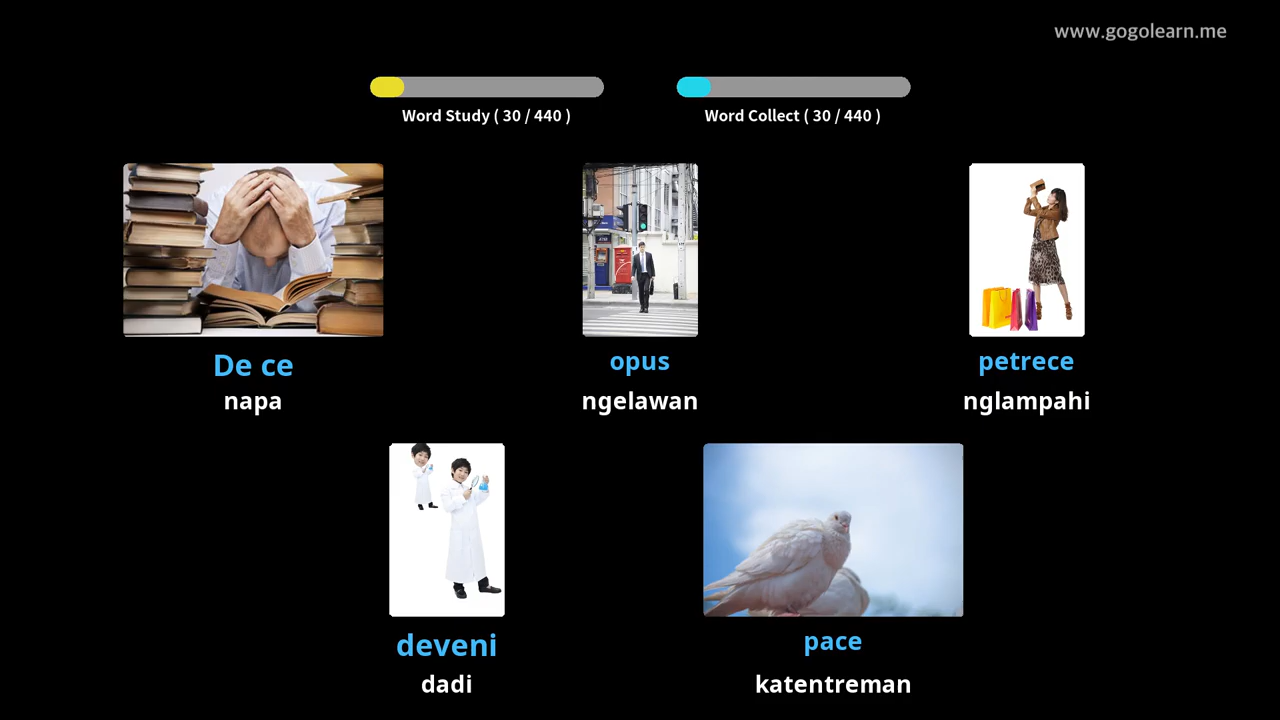 www.gogolearn.me
Word Study ( 30 / 440 )
Word Collect ( 30 / 440 )
De ce
napa
opus
ngelawan
petrece
nglampahi
deveni
dadi
pace
katentreman